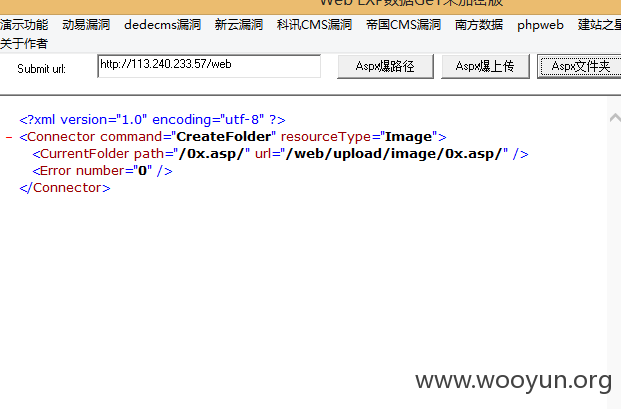 Web EXP数据GeT未加密版
演示功能 动易漏洞 dedecms漏洞 新云漏洞 科讯CMS漏洞 帝国CMS漏洞 南方数据 phpweb 建站之星
关于作者
Submit url: http://113.240.233.57/web Aspx爆路径 Aspx爆上传 Aspx文件夹
<?xml version="1.0" encoding="utf-8" ?>
– <Connector command="CreateFolder" resourceType="Image">
<CurrentFolder path="/0x.asp/" url="/web/upload/image/0x.asp/" />
<Error number="0" />
</Connector>
www.wooyun.org